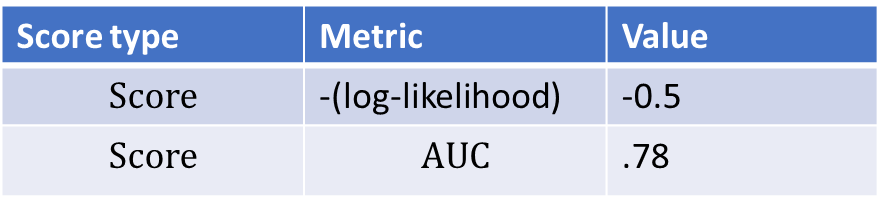 Score type Metric Value
Score -(log-likelihood) -0.5
Score AUC .78